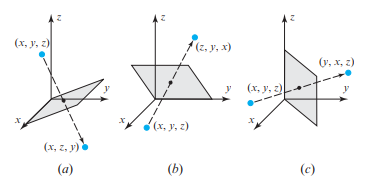 z
(x, y, z)
y
x
(x, z, y)
(a)
z
(z, y, x)
y
x
(x, y, z)
(b)
z
(y, x, z)
(x, y, z)
y
x
(c)